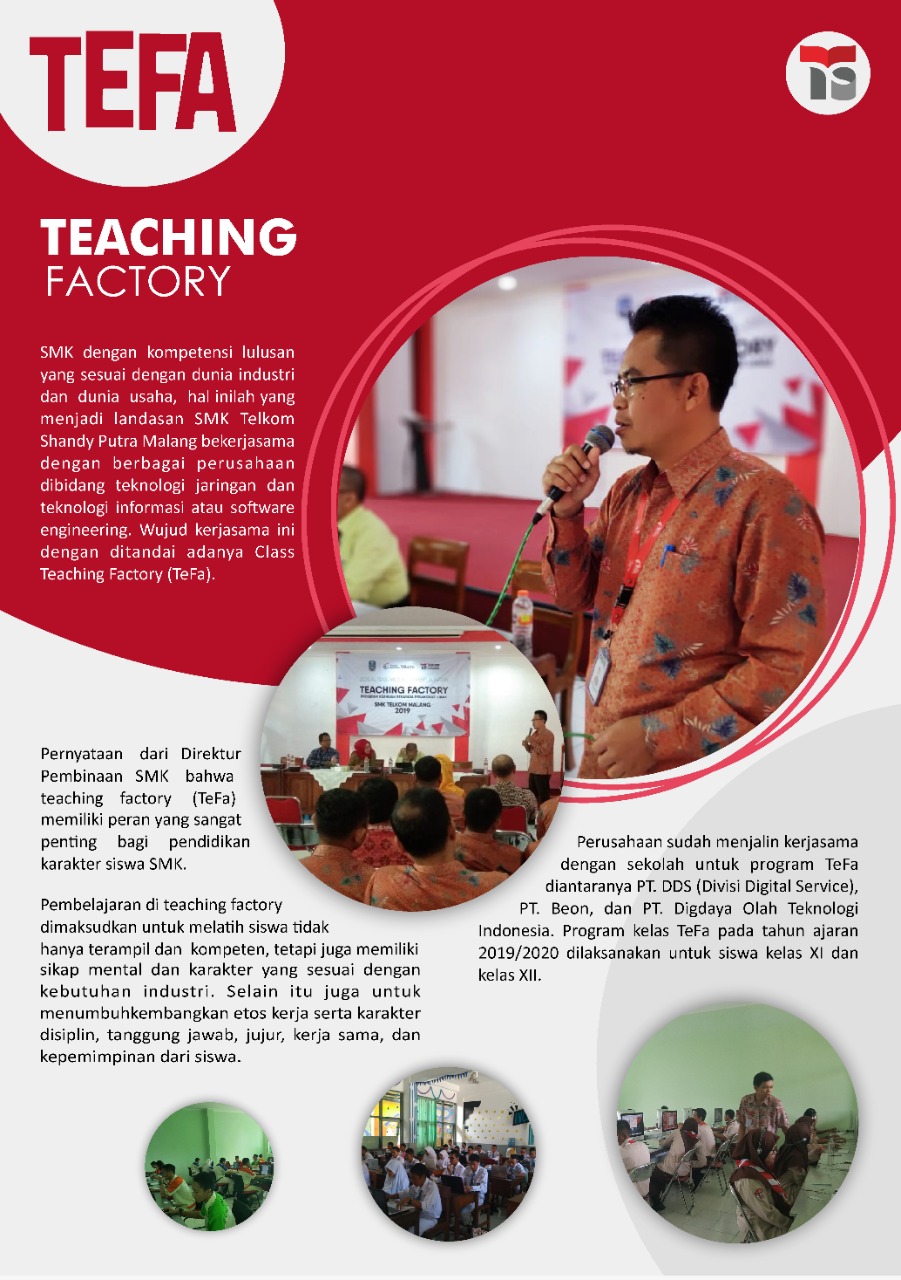 TEFA
TS
TEACHING
FACTORY
SMK dengan kompetensi lulusan
yang sesuai dengan dunia industri
dan dunia usaha, hal inilah yang
menjadi landasan SMK Telkom
Shandy Putra Malang bekerjasama
dengan berbagai perusahaan
dibidang teknologi jaringan dan
teknologi informasi atau software
engineering. Wujud kerjasama ini
dengan ditandai adanya Class
Teaching Factory (TeFa).
TEACHING FACTORY
SMK TELKOM MALANG
2019
Pernyataan dari Direktur
Pembinaan SMK bahwa
teaching factory (TeFa)
memiliki peran yang sangat
penting bagi pendidikan
karakter siswa SMK.
Pembelajaran di teaching factory
dimaksudkan untuk melatih siswa tidak
hanya terampil dan kompeten, tetapi juga memiliki
sikap mental dan karakter yang sesuai dengan
kebutuhan industri. Selain itu juga untuk
menumbuhkembangkan etos kerja serta karakter
disiplin, tanggung jawab, jujur, kerja sama, dan
kepemimpinan dari siswa.
Perusahaan sudah menjalin kerjasama
dengan sekolah untuk program TeFa
diantaranya PT. DDS (Divisi Digital Service),
PT. Beon, dan PT. Digdaya Olah Teknologi
Indonesia. Program kelas TeFa pada tahun ajaran
2019/2020 dilaksanakan untuk siswa kelas XI dan
kelas XII.